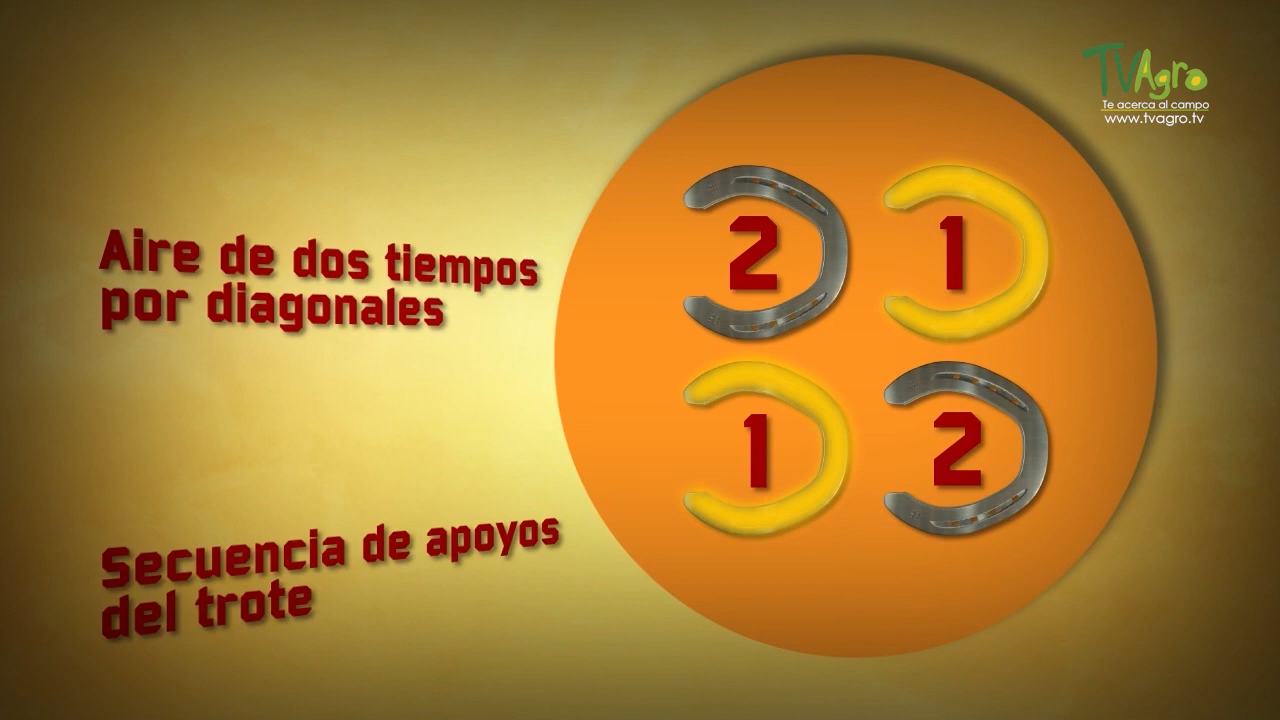 TVAgro
Te acerca al campo
www.tvagro.tv
Aire de dos tiempos
por diagonales
2 1
1 2
Secuencia de apoyos
del trote